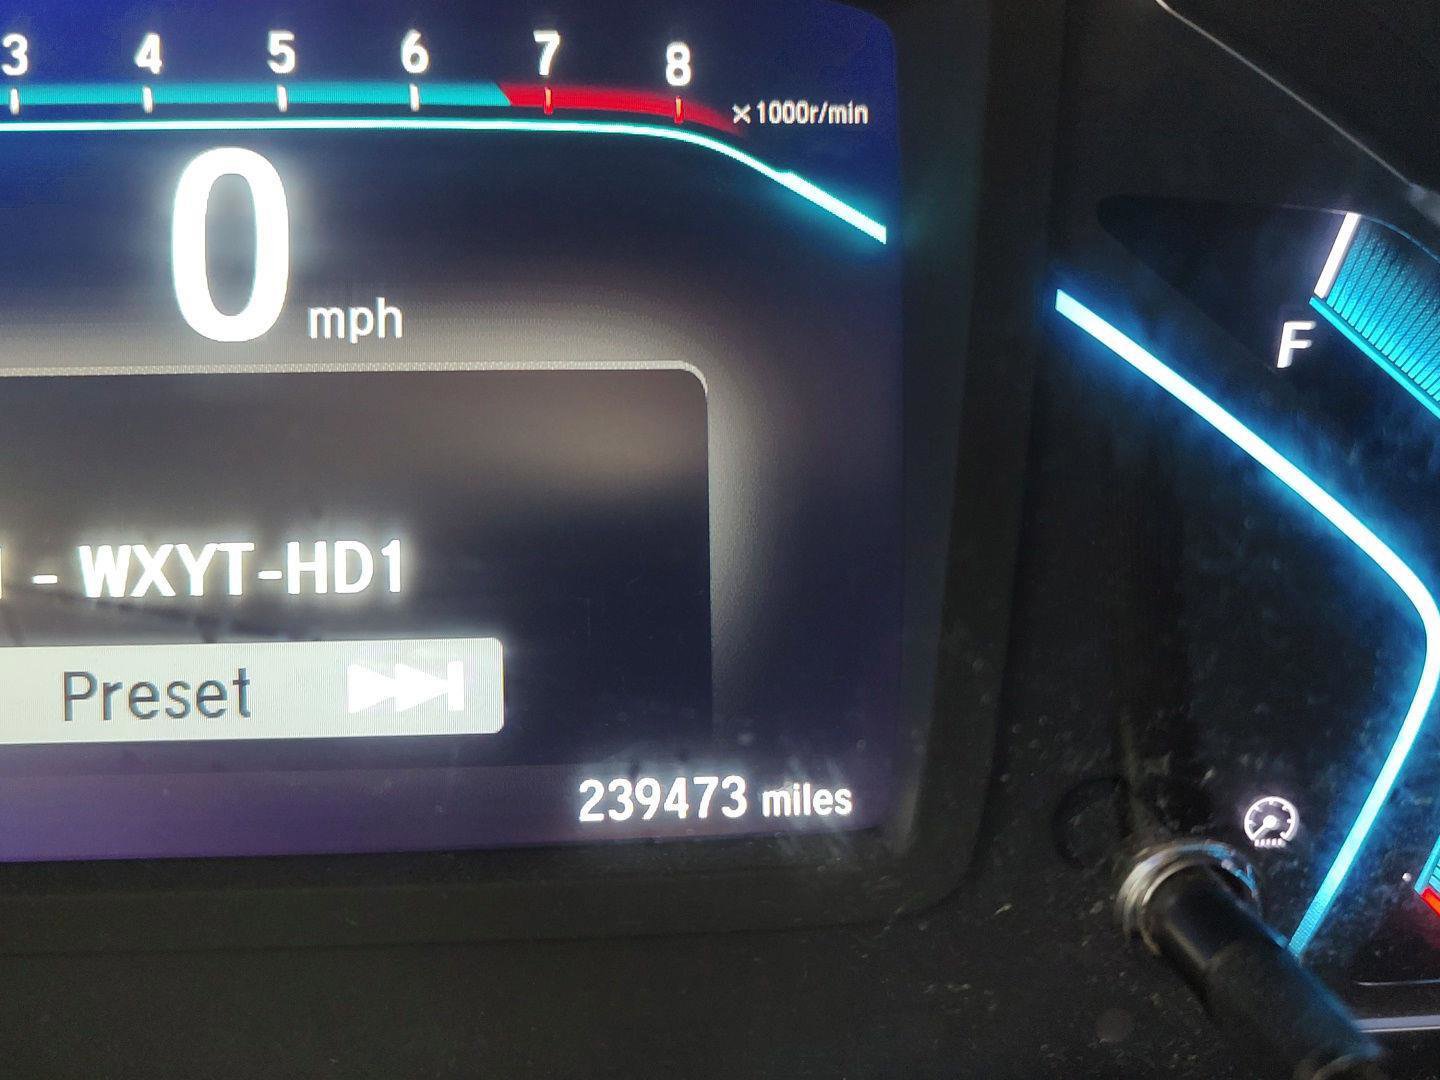 3 4 5 6 7 8
×1000r/min
0 mph
F
- WXYT-HD1
Preset
239473 miles